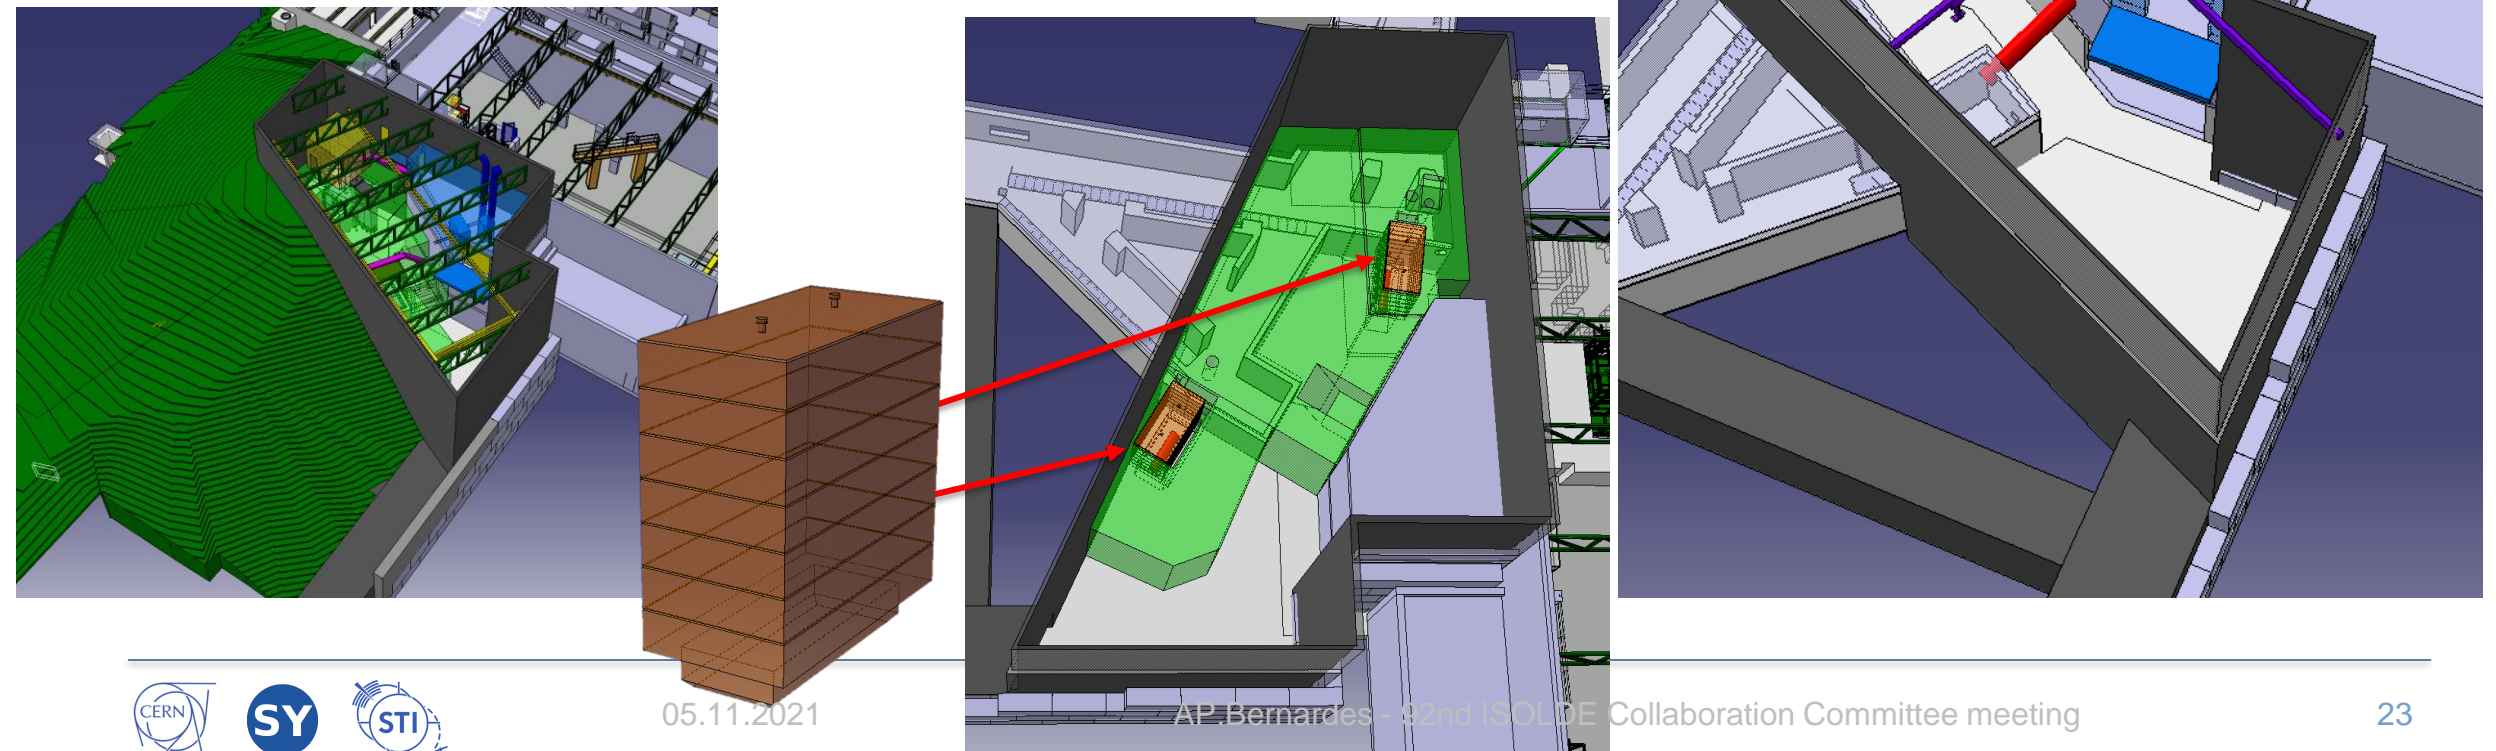 CERN
SY
STI
05.11.2021
AP.Bernardes - 92nd ISOLDE Collaboration Committee meeting
23